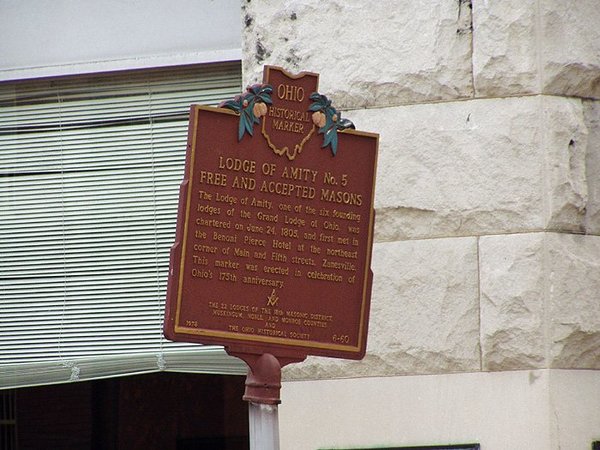 OHIO
HISTORICAL
MARKER
LODGE OF AMITY No. 5
FREE AND ACCEPTED MASONS
The Lodge of Amity, one of the six founding
lodges of the Grand Lodge of Ohio, was
chartered on June 24, 1805, and first met in
the Benoni Pierce Hotel at the northeast
corner of Main and Fifth streets, Zanesville.
This marker was erected in celebration of
Ohio's 175th anniversary.
THE 22 LODGES OF THE 18th MASONIC DISTRICT
MUSKINGUM, NOBLE, AND MONROE COUNTIES
AND
1978 THE OHIO HISTORICAL SOCIETY 6-60